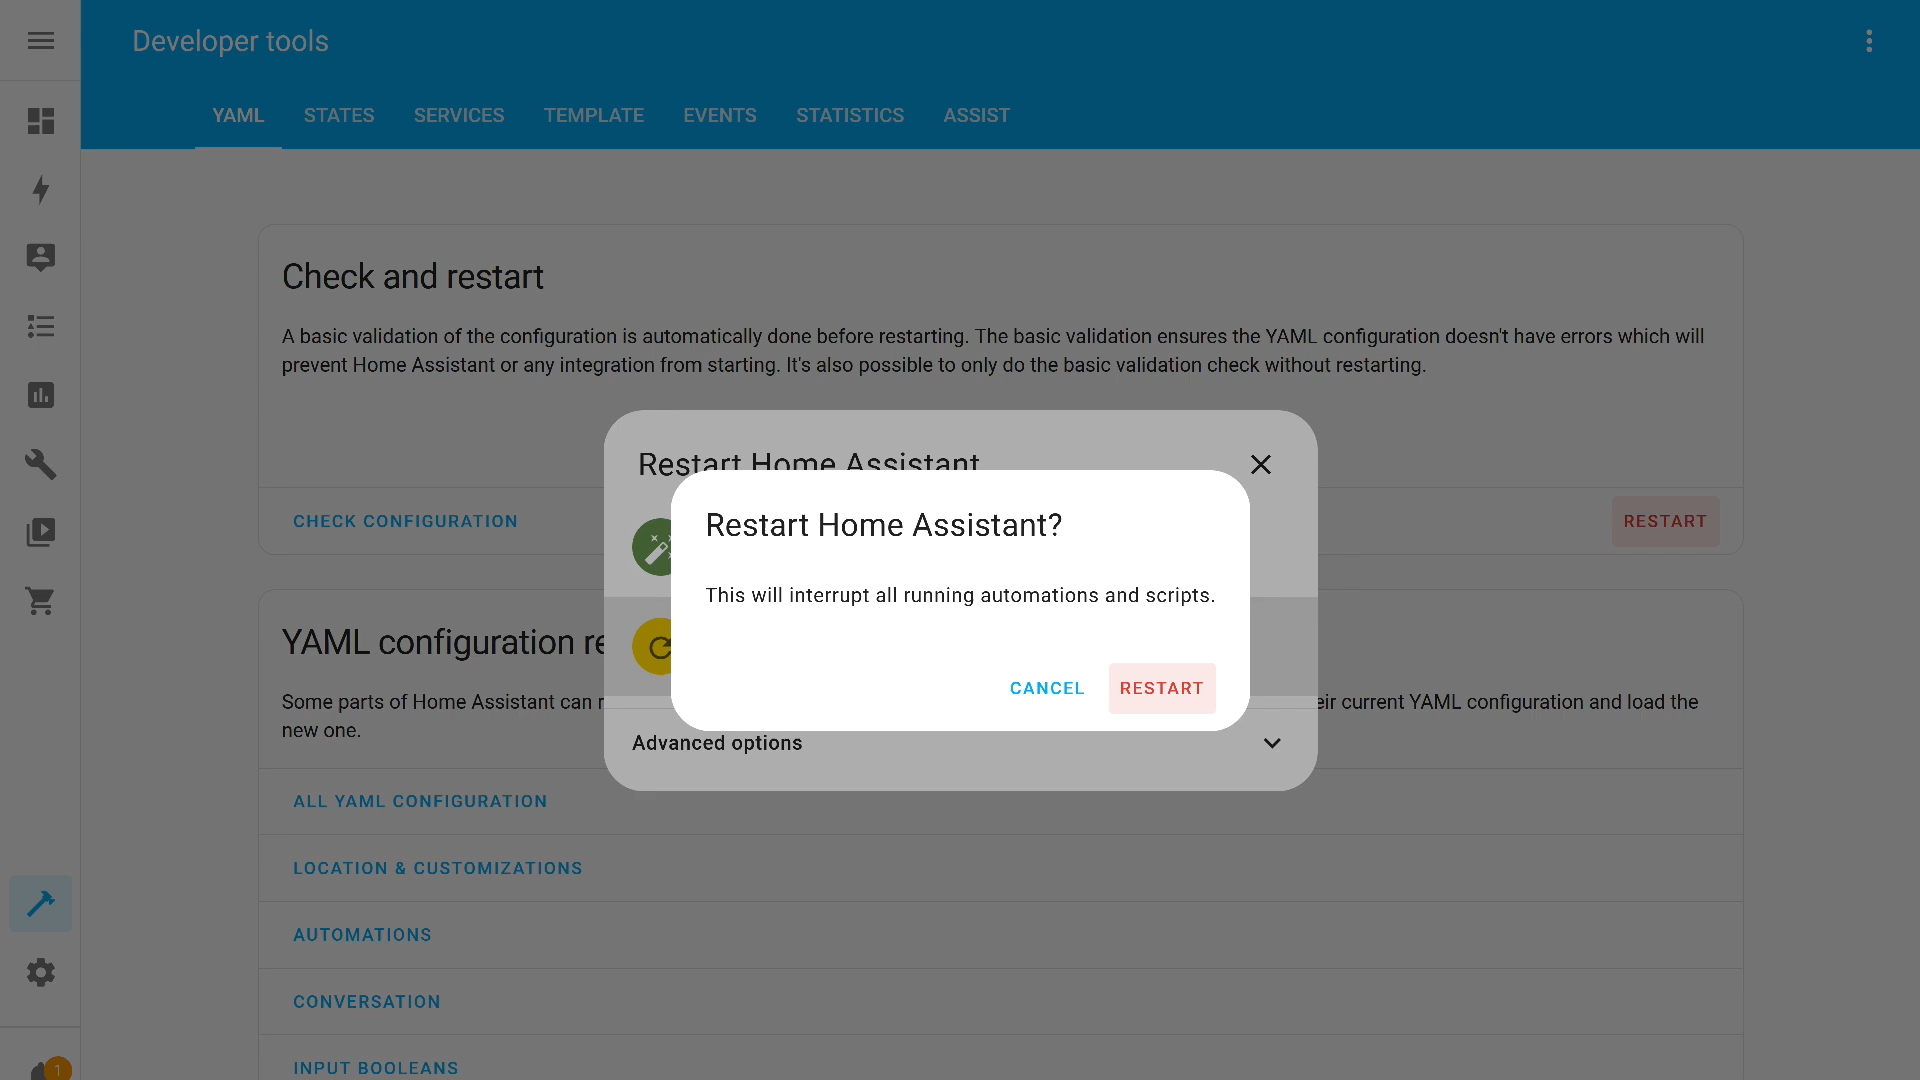 Developer tools
YAML STATES SERVICES TEMPLATE EVENTS STATISTICS ASSIST
Check and restart
A basic validation of the configuration is automatically done before restarting. The basic validation ensures the YAML configuration doesn't have errors which will
prevent Home Assistant or any integration from starting. It's also possible to only do the basic validation check without restarting.
CHECK CONFIGURATION
RESTART
Restart Home Assistant
Restart Home Assistant?
This will interrupt all running automations and scripts.
CANCEL RESTART
Advanced options
YAML configuration re
Some parts of Home Assistant can r
eir current YAML configuration and load the
new one.
ALL YAML CONFIGURATION
LOCATION & CUSTOMIZATIONS
AUTOMATIONS
CONVERSATION
INPUT BOOLEANS
1